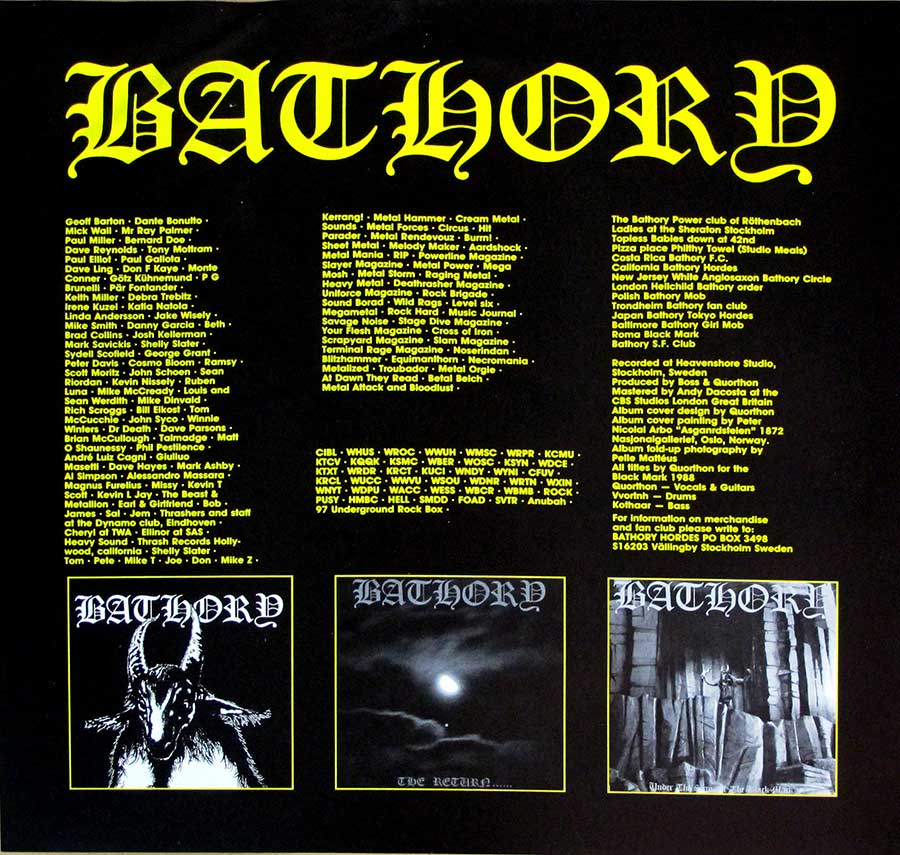 BATHORY
Geoff Barton · Dante Bonutto ·
Mick Wall · Mr Ray Palmer ·
Paul Miller · Bernard Doe ·
Dave Reynolds · Tony Mottram ·
Paul Elliot · Paul Gallota ·
Dave Ling · Don F Kaye · Monte
Conner · Götz Kühnemund · P G
Brunelli · Pär Fontander ·
Keith Miller · Debra Trebitz ·
Irene Kuzel · Katia Natola ·
Linda Andersson · Jake Wisely ·
Mike Smith · Danny Garcia · Beth ·
Brad Collins · Josh Kellerman ·
Mark Savickis · Shelly Slater ·
Sydell Scofield · George Grant ·
Peter Davis · Cosmo Bloom · Ramsy ·
Scott Moritz · John Schoen · Sean
Riordan · Kevin Nissely · Ruben
Luna · Mike McCready · Louis and
Sean Werdith · Mike Dinvald ·
Rich Scroggs · Bill Eikost · Tom
McCucchie · John Syco · Winnie
Winters · Dr Death · Dave Parsons ·
Brian McCullough · Talmadge · Matt
O Shaunessy · Phil Pestilence ·
André Luiz Cagni · Giuliuo
Masetti · Dave Hayes · Mark Ashby ·
Al Simpson · Alessandro Massara ·
Magnus Furelius · Missy · Kevin T
Scott · Kevin L Jay · The Beast &
Metallion · Earl & Girlfriend · Bob ·
James · Sal · Jem · Thrashers and staff
at the Dynamo club, Eindhoven ·
Cheryl at TWA · Ellinor at SAS ·
Heavy Sound · Thrash Records Holly-
wood, california · Shelly Slater ·
Tom · Pete · Mike T · Joe · Don · Mike Z ·
Kerrang! · Metal Hammer · Cream Metal ·
Sounds · Metal Forces · Circus · Hit
Parader · Metal Rendevouz · Burrn! ·
Sheet Metal · Melody Maker · Aardshock ·
Metal Mania · RIP · Powerline Magazine ·
Slayer Magazine · Metal Power · Mega
Mosh · Metal Storm · Raging Metal ·
Heavy Metal · Deathrasher Magazine ·
Uniforce Magazine · Rock Brigade ·
Sound Borad · Wild Rags · Level six ·
Megametal · Rock Hard · Music Journal ·
Savage Noise · Stage Dive Magazine ·
Your Flesh Magazine · Cross of Iron ·
Scrapyard Magazine · Slam Magazine ·
Terminal Rage Magazine · Noserindan ·
Blitzhammer · Equimanthorn · Necromania ·
Metalized · Troubador · Metal Orgie ·
At Dawn They Read · Betal Belch ·
Metal Attack and Bloodlust ·
CIBL · WHUS · WROC · WWUH · WMSC · WRPR · KCMU ·
KTCV · KQQK · KSMC · WBER · WOSC · KSYN · WDCE ·
KTXT · WRDR · KRCT · KUCI · WNDY · WYNI · CFUV ·
KRCL · WUCC · WWVU · WSOU · WDNR · WRTN · WXIN ·
WNYT · WDPU · WACC · WESS · WBCR · WBMB · ROCK ·
PUSY · HMBC · HELL · SMDD · FOAD · SVTR · Anubah ·
97 Underground Rock Box ·
The Bathory Power club of Röthenbach
Ladies at the Sheraton Stockholm
Topless Babies down at 42nd
Pizza place Philthy Towel (Studio Meals)
Costa Rica Bathory F.C.
California Bathory Hordes
New Jersey White Anglosaxon Bathory Circle
London Hellchild Bathory order
Polish Bathory Mob
Trondheim Bathory fan club
Japan Bathory Tokyo Hordes
Baltimore Bathory Girl Mob
Roma Black Mark
Bathory S.F. Club
Recorded at Heavenshore Studio,
Stockholm, Sweden
Produced by Boss & Quorthon
Mastered by Andy Dacosta at the
CBS Studios London Great Britain
Album cover design by Quorthon
Album cover painting by Peter
Nicolai Arbo "Asgardsteien" 1872
Nasjonalgalleriet, Oslo, Norway.
Album fold-up photography by
Pelle Mattéus
All titles by Quorthon for the
Black Mark 1988
Quorthon — Vocals & Guitars
Vvornth — Drums
Kothaar — Bass
For information on merchandise
and fan club please write to:
BATHORY HORDES PO BOX 3498
S16203 Vällingby Stockholm Sweden
BATHORY
BATHORY
THE RETURN......
BATHORY
Under The Sign Of The Black Mark